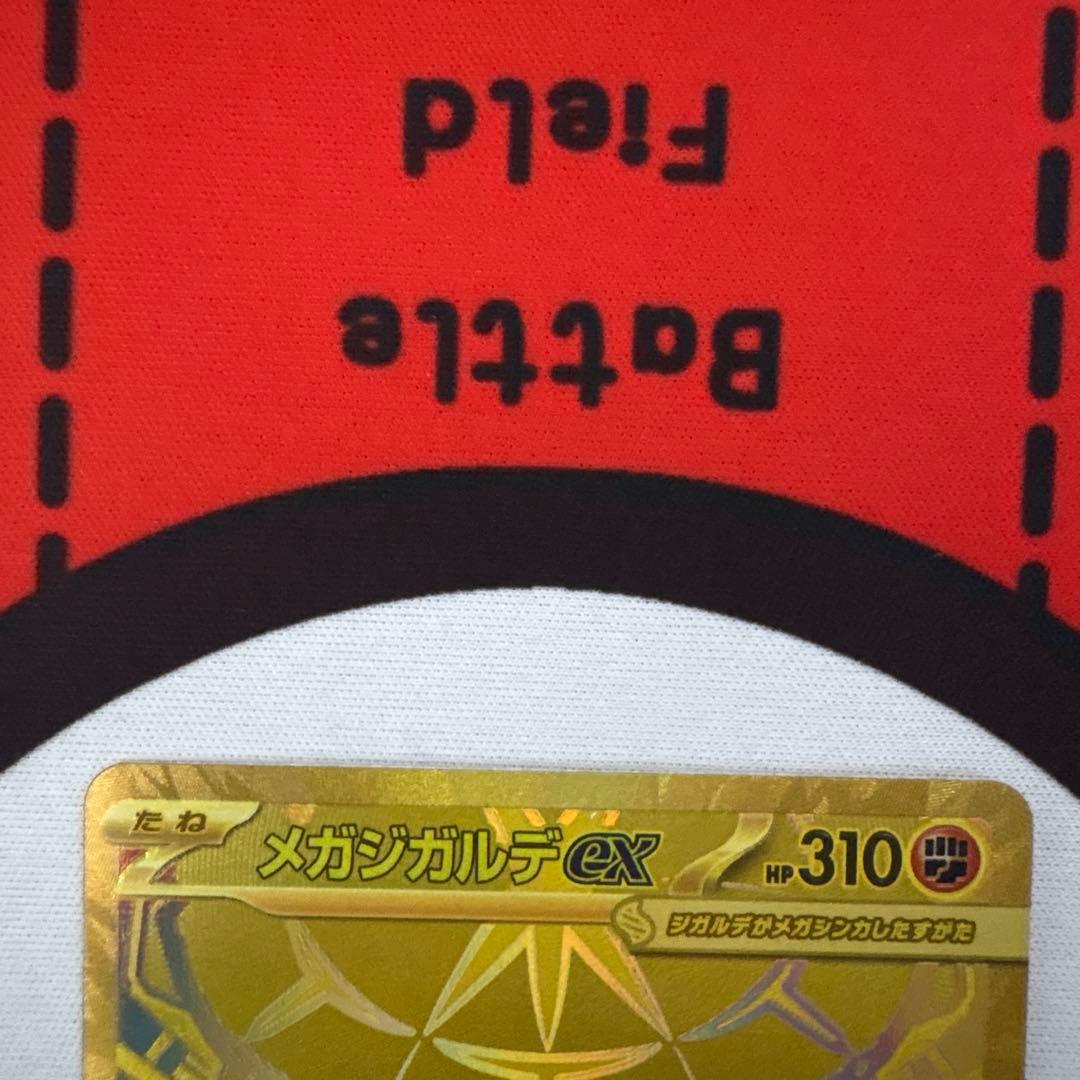 Battle
Field
たね
メガジガルデex
HP310
ジガルデがメガシンカしたすがた